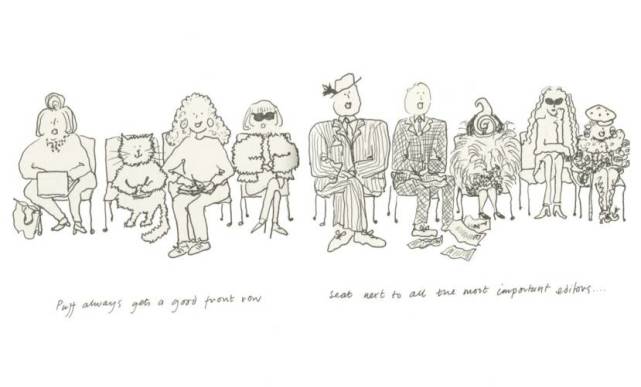 Puff always gets a good front row
seat next to all the most important editors....